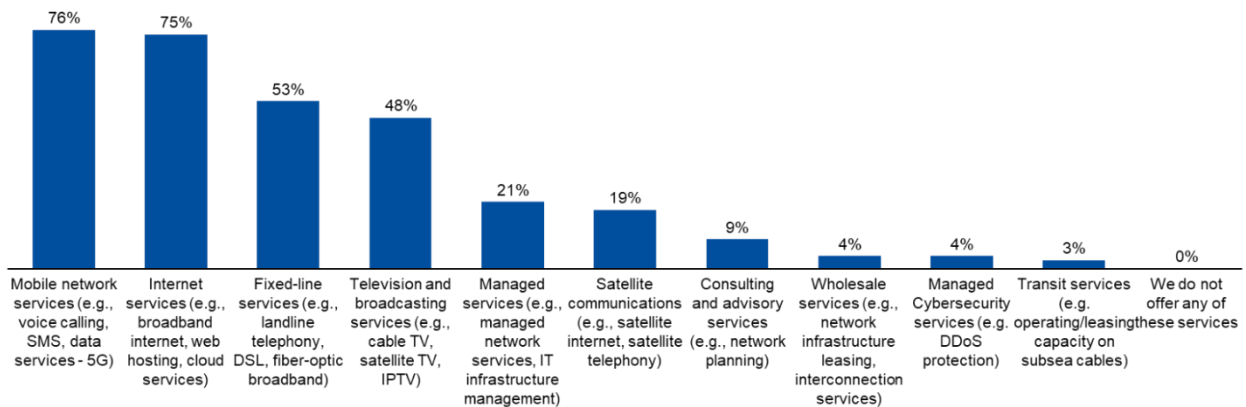 76%
75%
53%
48%
21%
19%
9%
4%
4%
3%
0%
Mobile network
services (e.g.,
voice calling,
SMS, data
services - 5G)
Internet
services (e.g.,
broadband
internet, web
hosting, cloud
services)
Fixed-line
services (e.g.,
landline
telephony,
DSL, fiber-optic
broadband)
Television and
broadcasting
services (e.g.,
cable TV,
satellite TV,
IPTV)
Managed
services (e.g.,
managed
network
services, IT
infrastructure
management)
Satellite
communications
(e.g., satellite
internet, satellite
telephony)
Consulting
and advisory
services
(e.g., network
planning)
Wholesale
services (e.g.,
network
infrastructure
leasing,
interconnection
services)
Managed
Cybersecurity
services (e.g.
DDoS
protection)
Transit services
(e.g.
operating/leasing
capacity on
subsea cables)
We do not
offer any of
these services